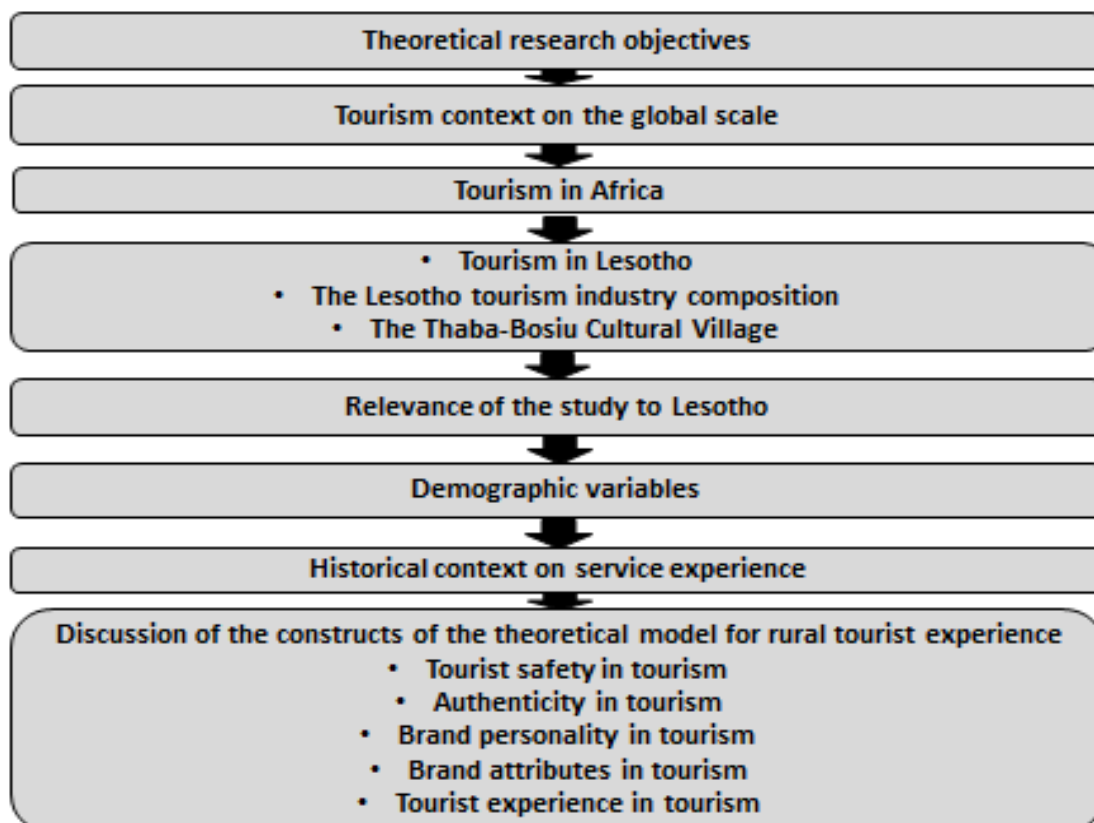 Theoretical research objectives
Tourism context on the global scale
Tourism in Africa
• Tourism in Lesotho
• The Lesotho tourism industry composition
• The Thaba-Bosiu Cultural Village
Relevance of the study to Lesotho
Demographic variables
Historical context on service experience
Discussion of the constructs of the theoretical model for rural tourist experience
• Tourist safety in tourism
• Authenticity in tourism
• Brand personality in tourism
• Brand attributes in tourism
• Tourist experience in tourism